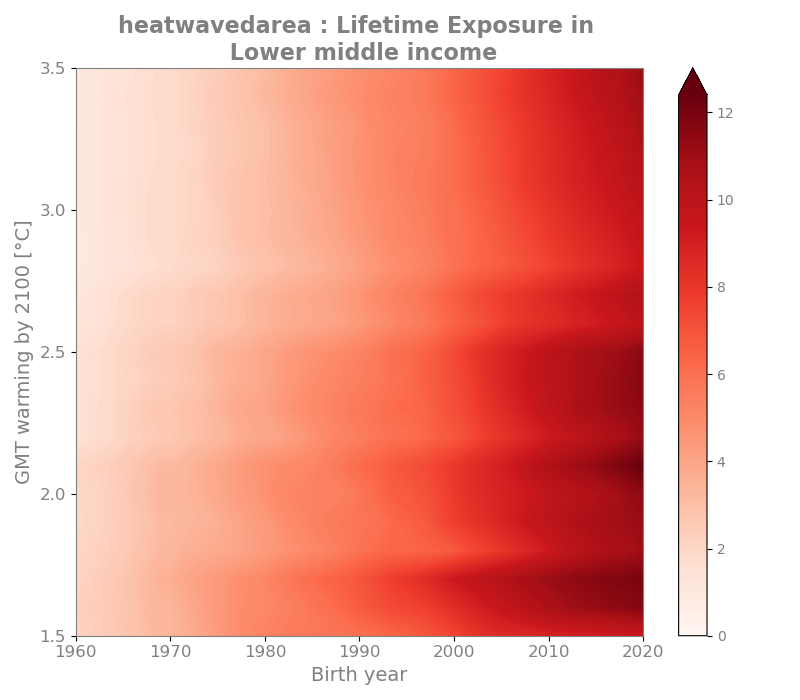 heatwavedarea : Lifetime Exposure in
Lower middle income
3.5
3.0
2.5
2.0
1.5
GMT warming by 2100 [°C]
1960 1970 1980 1990 2000 2010 2020
Birth year
12
10
8
6
4
2
0